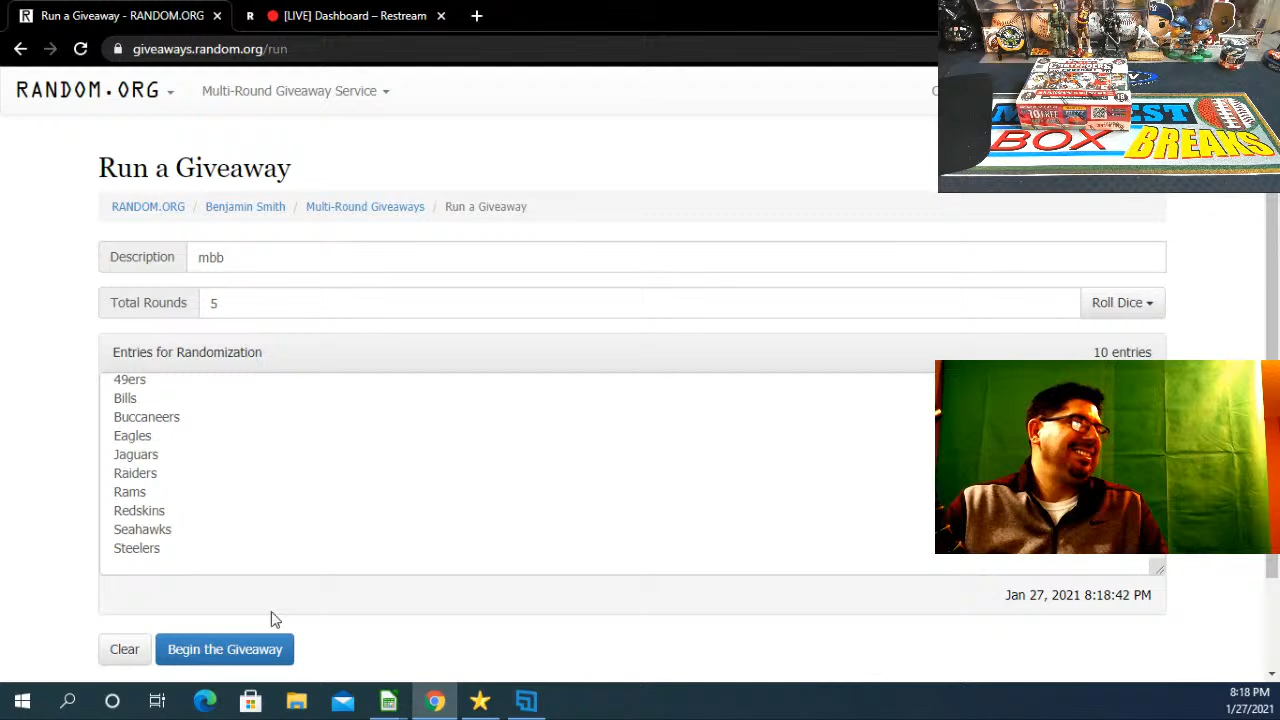 Run a Giveaway - RANDOM.ORG
R [LIVE] Dashboard – Restream
giveaways.random.org/run
RANDOM.ORG Multi-Round Giveaway Service
Run a Giveaway
RANDOM.ORG / Benjamin Smith / Multi-Round Giveaways / Run a Giveaway
Description mbb
Total Rounds 5 Roll Dice
Entries for Randomization 10 entries
49ers
Bills
Buccaneers
Eagles
Jaguars
Raiders
Rams
Redskins
Seahawks
Steelers
Jan 27, 2021 8:18:42 PM
Clear Begin the Giveaway
BOX BREAKS
8:18 PM
1/27/2021